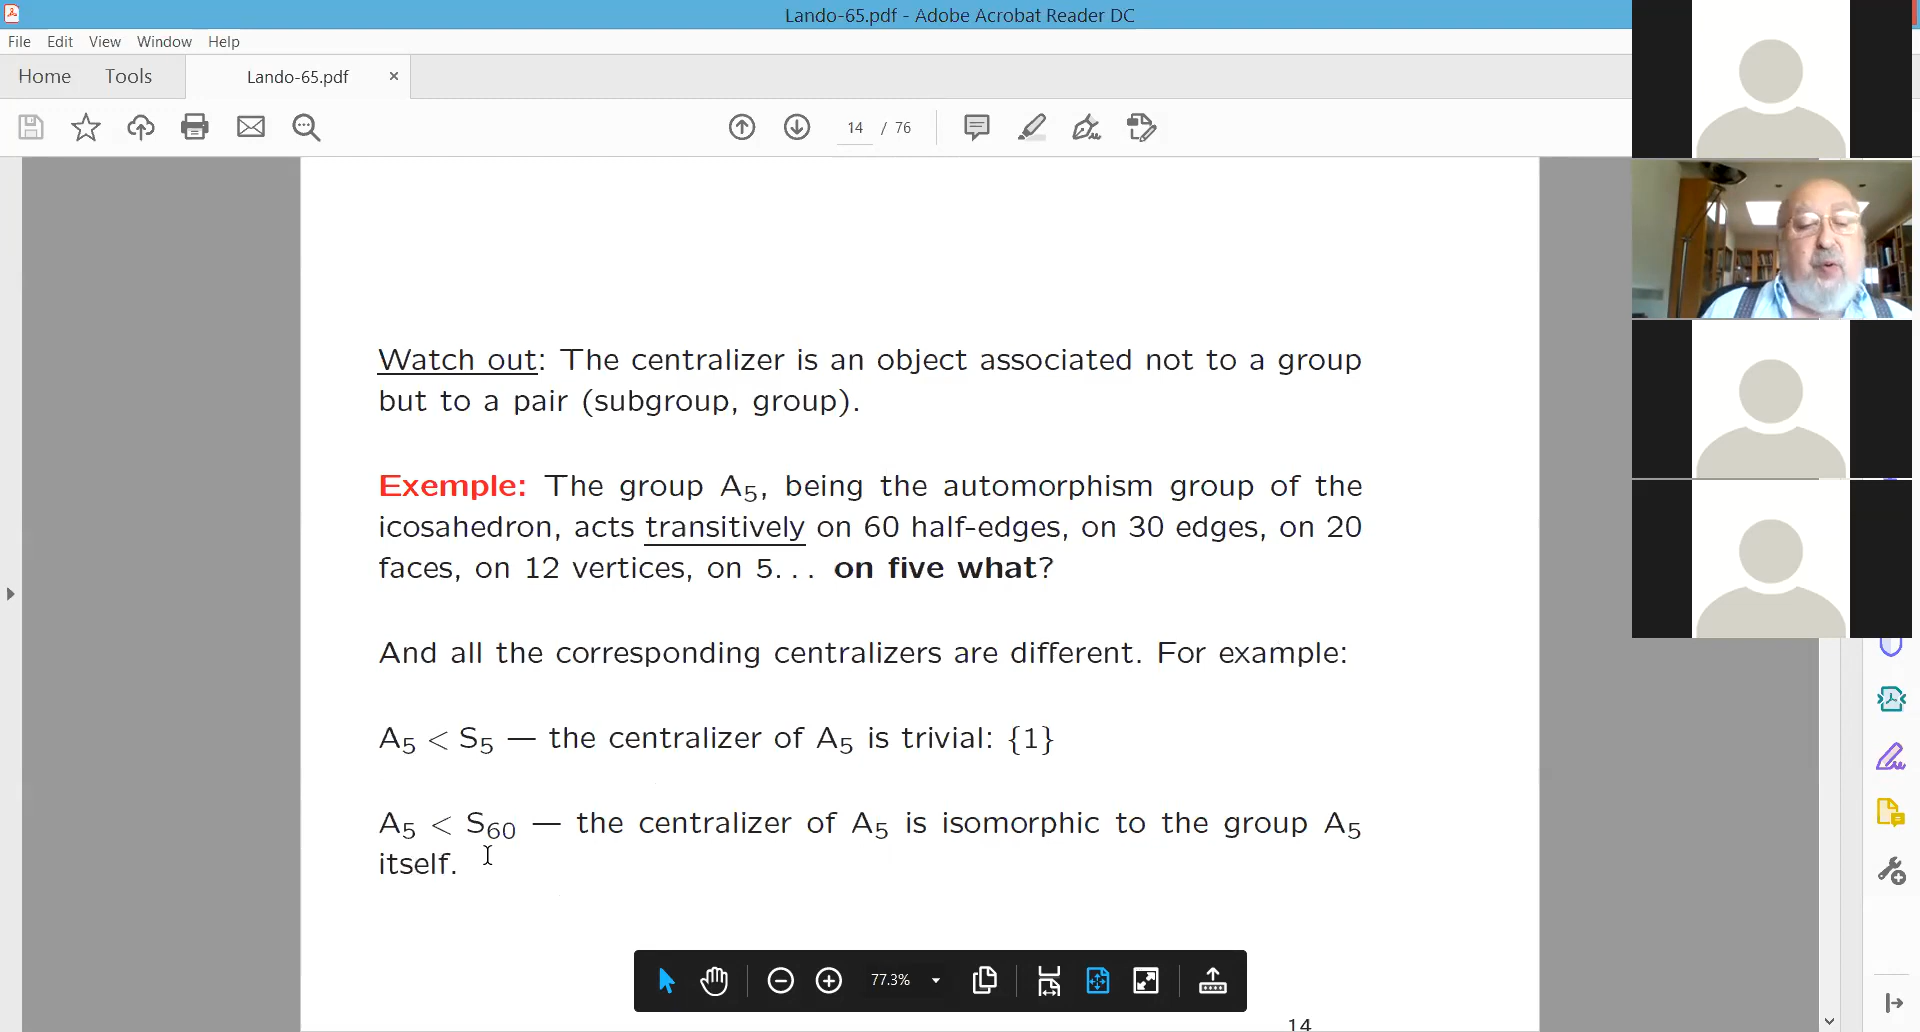 Lando-65.pdf - Adobe Acrobat Reader DC
File Edit View Window Help
Home Tools Lando-65.pdf ×
14 / 76
Watch out: The centralizer is an object associated not to a group
but to a pair (subgroup, group).
Exemple: The group A₅, being the automorphism group of the
icosahedron, acts transitively on 60 half-edges, on 30 edges, on 20
faces, on 12 vertices, on 5... on five what?
And all the corresponding centralizers are different. For example:
A₅ < S₅ — the centralizer of A₅ is trivial: {1}
A₅ < S₆₀ — the centralizer of A₅ is isomorphic to the group A₅
itself.
77.3%
14